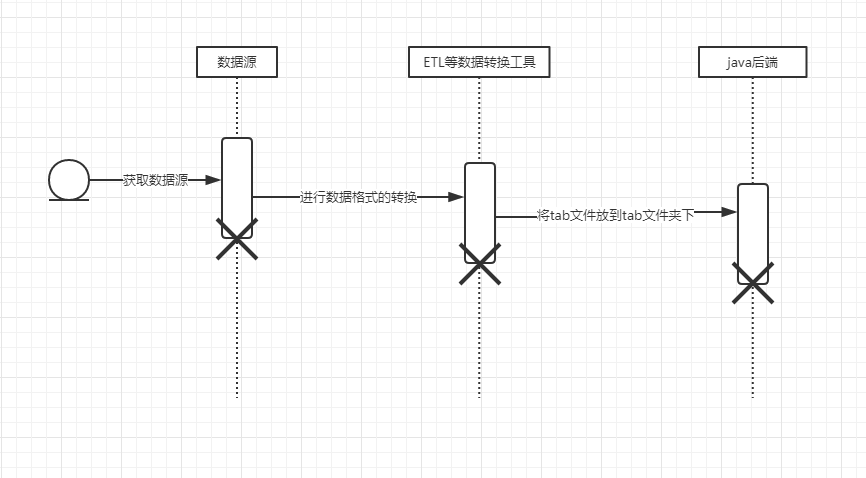 数据源
ETL等数据转换工具
java后端
获取数据源
进行数据格式的转换
将tab文件放到tab文件夹下